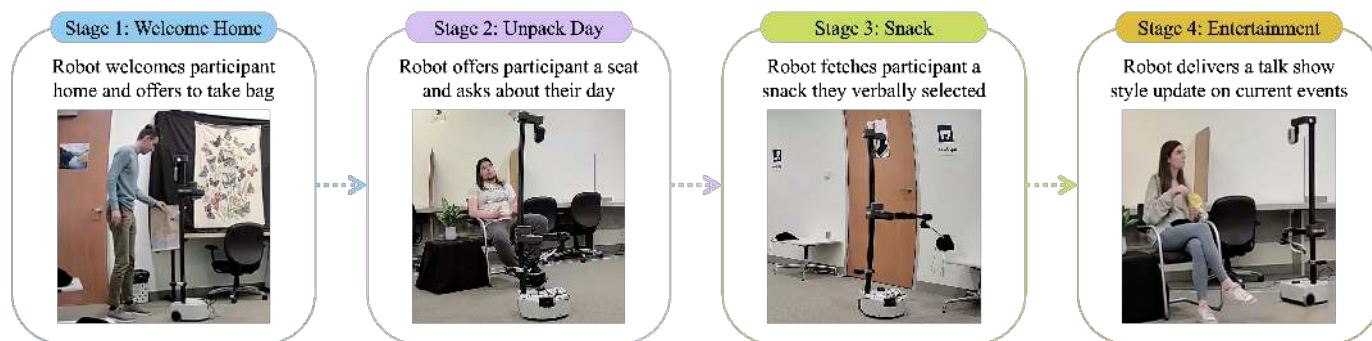 Stage 1: Welcome Home
Robot welcomes participant
home and offers to take bag
Stage 2: Unpack Day
Robot offers participant a seat
and asks about their day
Stage 3: Snack
Robot fetches participant a
snack they verbally selected
Stage 4: Entertainment
Robot delivers a talk show
style update on current events